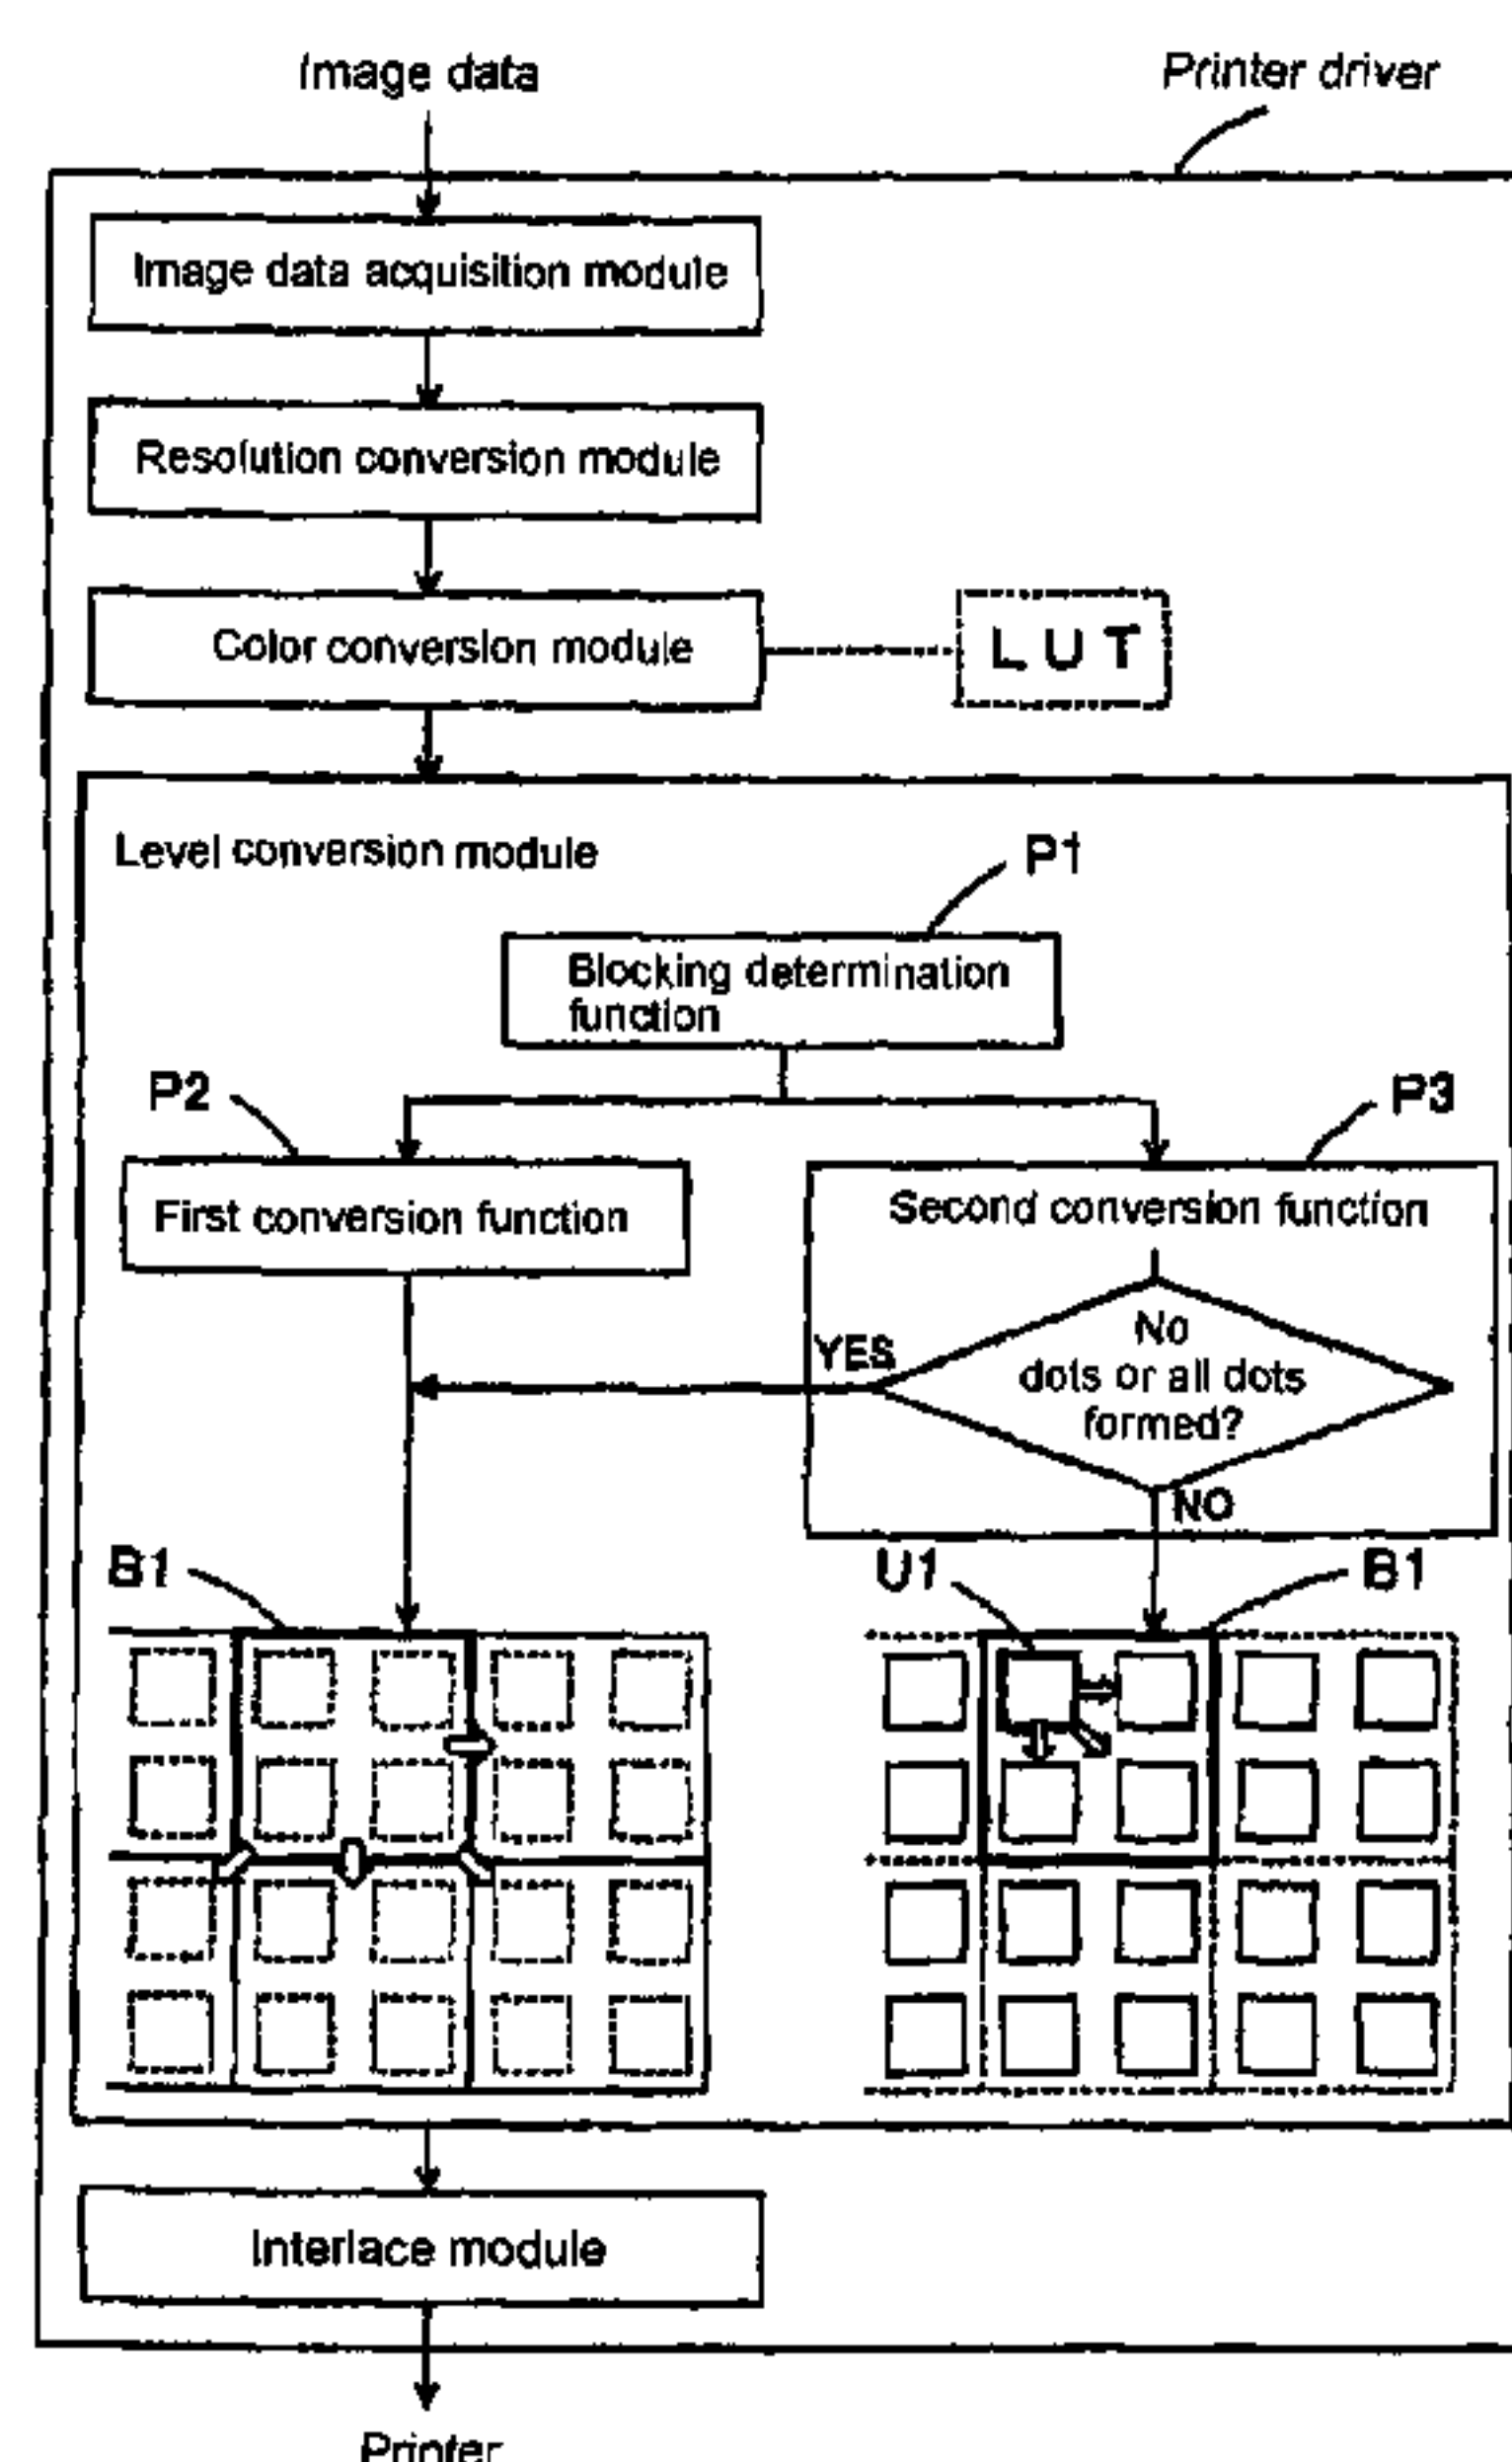 Image data
Printer driver
Image data acquisition module
Resolution conversion module
Color conversion module
LUT
Level conversion module
P1
Blocking determination
function
P2
P3
First conversion function
Second conversion function
No
dots or all dots
formed?
YES
NO
B1
U1
B1
Interlace module
Printer